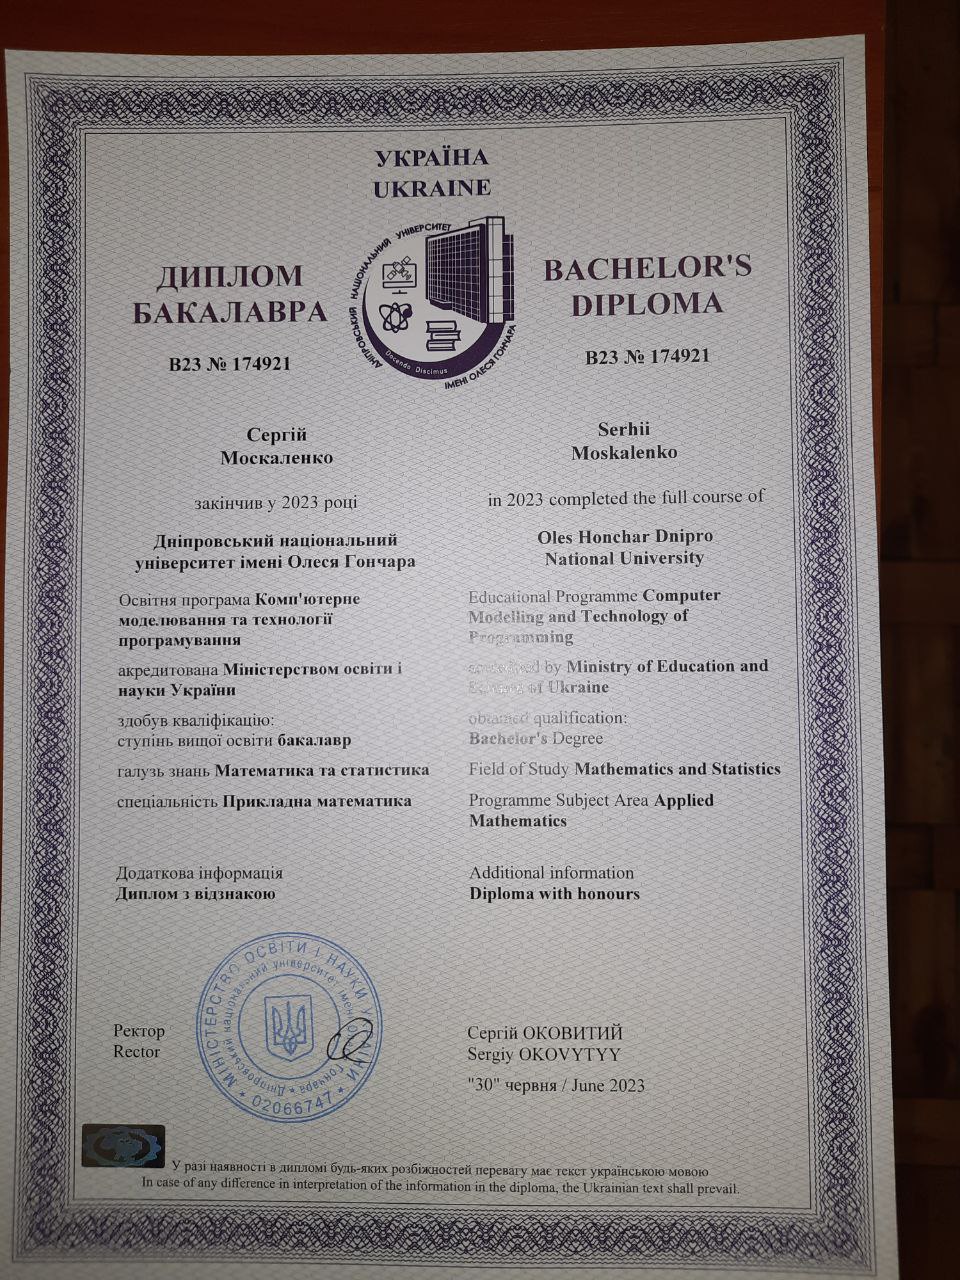 УКРАЇНА
UKRAINE
ДНІПРОВСЬКИЙ НАЦІОНАЛЬНИЙ УНІВЕРСИТЕТ
ІМЕНІ ОЛЕСЯ ГОНЧАРА
Docendo Discimus
ДИПЛОМ
БАКАЛАВРА
B23 № 174921
Сергій
Москаленко
закінчив у 2023 році
Дніпровський національний
університет імені Олеся Гончара
Освітня програма Комп'ютерне
моделювання та технології
програмування
акредитована Міністерством освіти і
науки України
здобув кваліфікацію:
ступінь вищої освіти бакалавр
галузь знань Математика та статистика
спеціальність Прикладна математика
Додаткова інформація
Диплом з відзнакою
BACHELOR'S
DIPLOMA
B23 № 174921
Serhii
Moskalenko
in 2023 completed the full course of
Oles Honchar Dnipro
National University
Educational Programme Computer
Modelling and Technology of
Programming
accredited by Ministry of Education and
Science of Ukraine
obtained qualification:
Bachelor's Degree
Field of Study Mathematics and Statistics
Programme Subject Area Applied
Mathematics
Additional information
Diploma with honours
Ректор
Rector
МІНІСТЕРСТВО ОСВІТИ І НАУКИ УКРАЇНИ
Дніпровський національний університет імені Олеся Гончара
02066747
Сергій ОКОВИТИЙ
Sergiy OKOVYTYY
"30" червня / June 2023
У разі наявності в дипломі будь-яких розбіжностей перевагу має текст українською мовою
In case of any difference in interpretation of the information in the diploma, the Ukrainian text shall prevail.